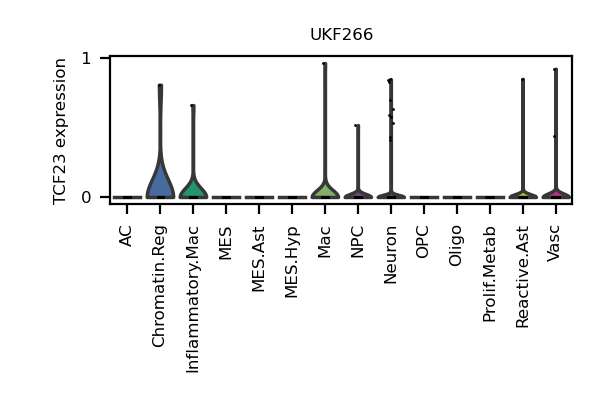 UKF266
TCF23 expression
1
0
AC
Chromatin.Reg
Inflammatory.Mac
MES
MES.Ast
MES.Hyp
Mac
NPC
Neuron
OPC
Oligo
Prolif.Metab
Reactive.Ast
Vasc